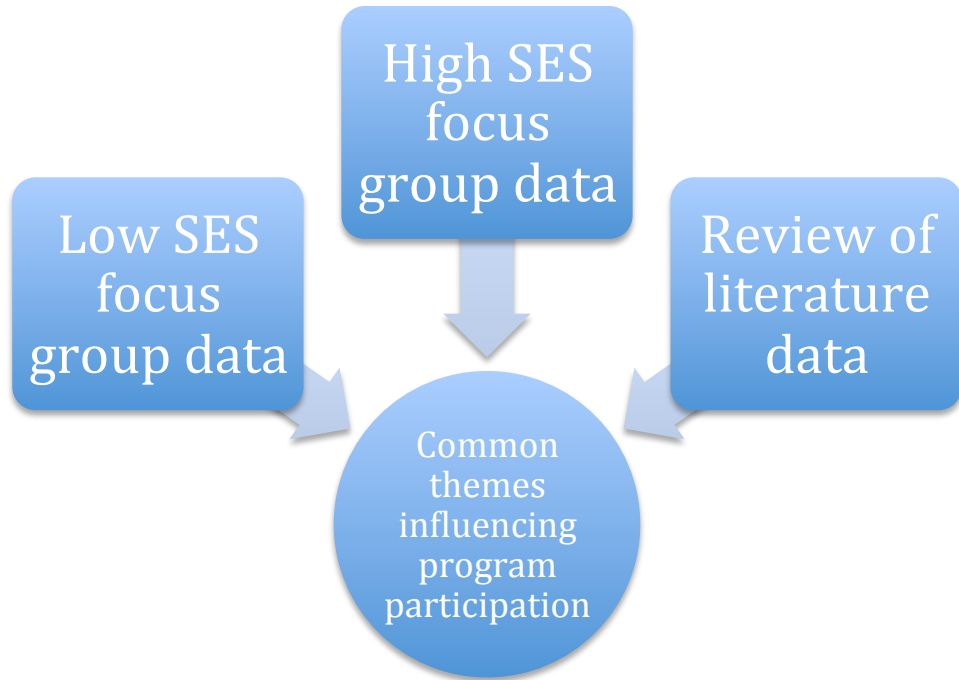 Low SES
focus
group data
High SES
focus
group data
Review of
literature
data
Common
themes
influencing
program
participation